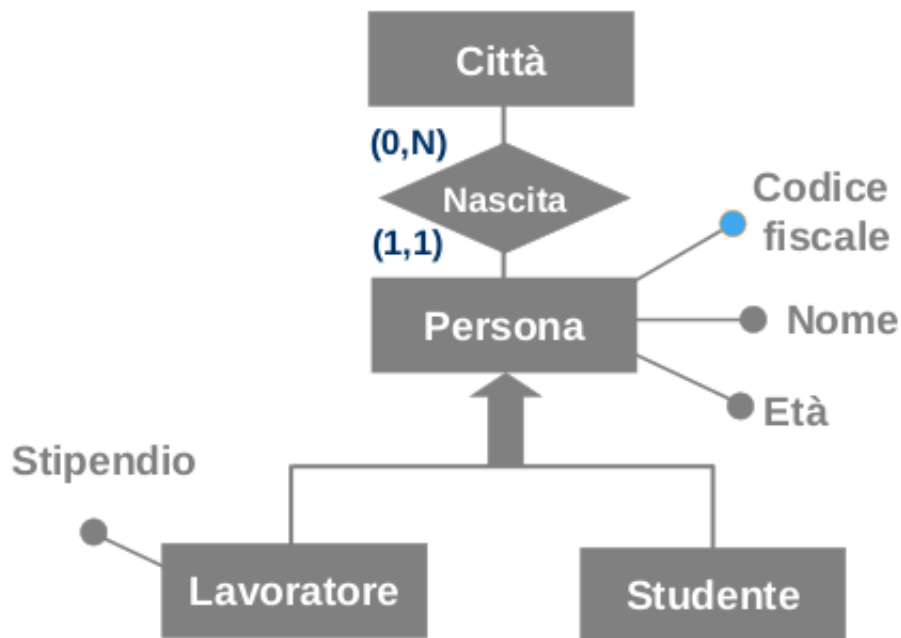 Città
(0,N)
Nascita
(1,1)
Codice
fiscale
Persona
Nome
Età
Stipendio
Lavoratore
Studente